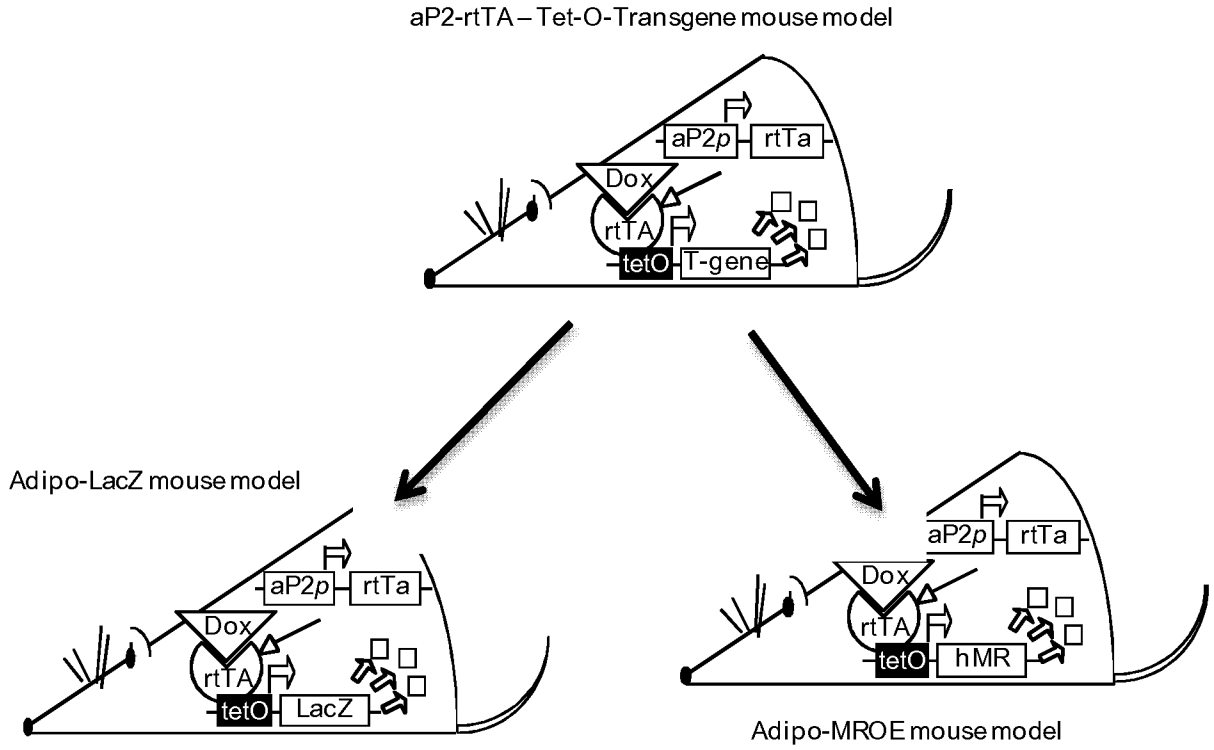 aP2-rtTA – Tet-O-Transgene mouse model
aP2p rtTa
Dox
rtTA
tetO T-gene
Adipo-LacZ mouse model
aP2p rtTa
Dox
rtTA
tetO LacZ
aP2p rtTa
Dox
rtTA
tetO hMR
Adipo-MROE mouse model